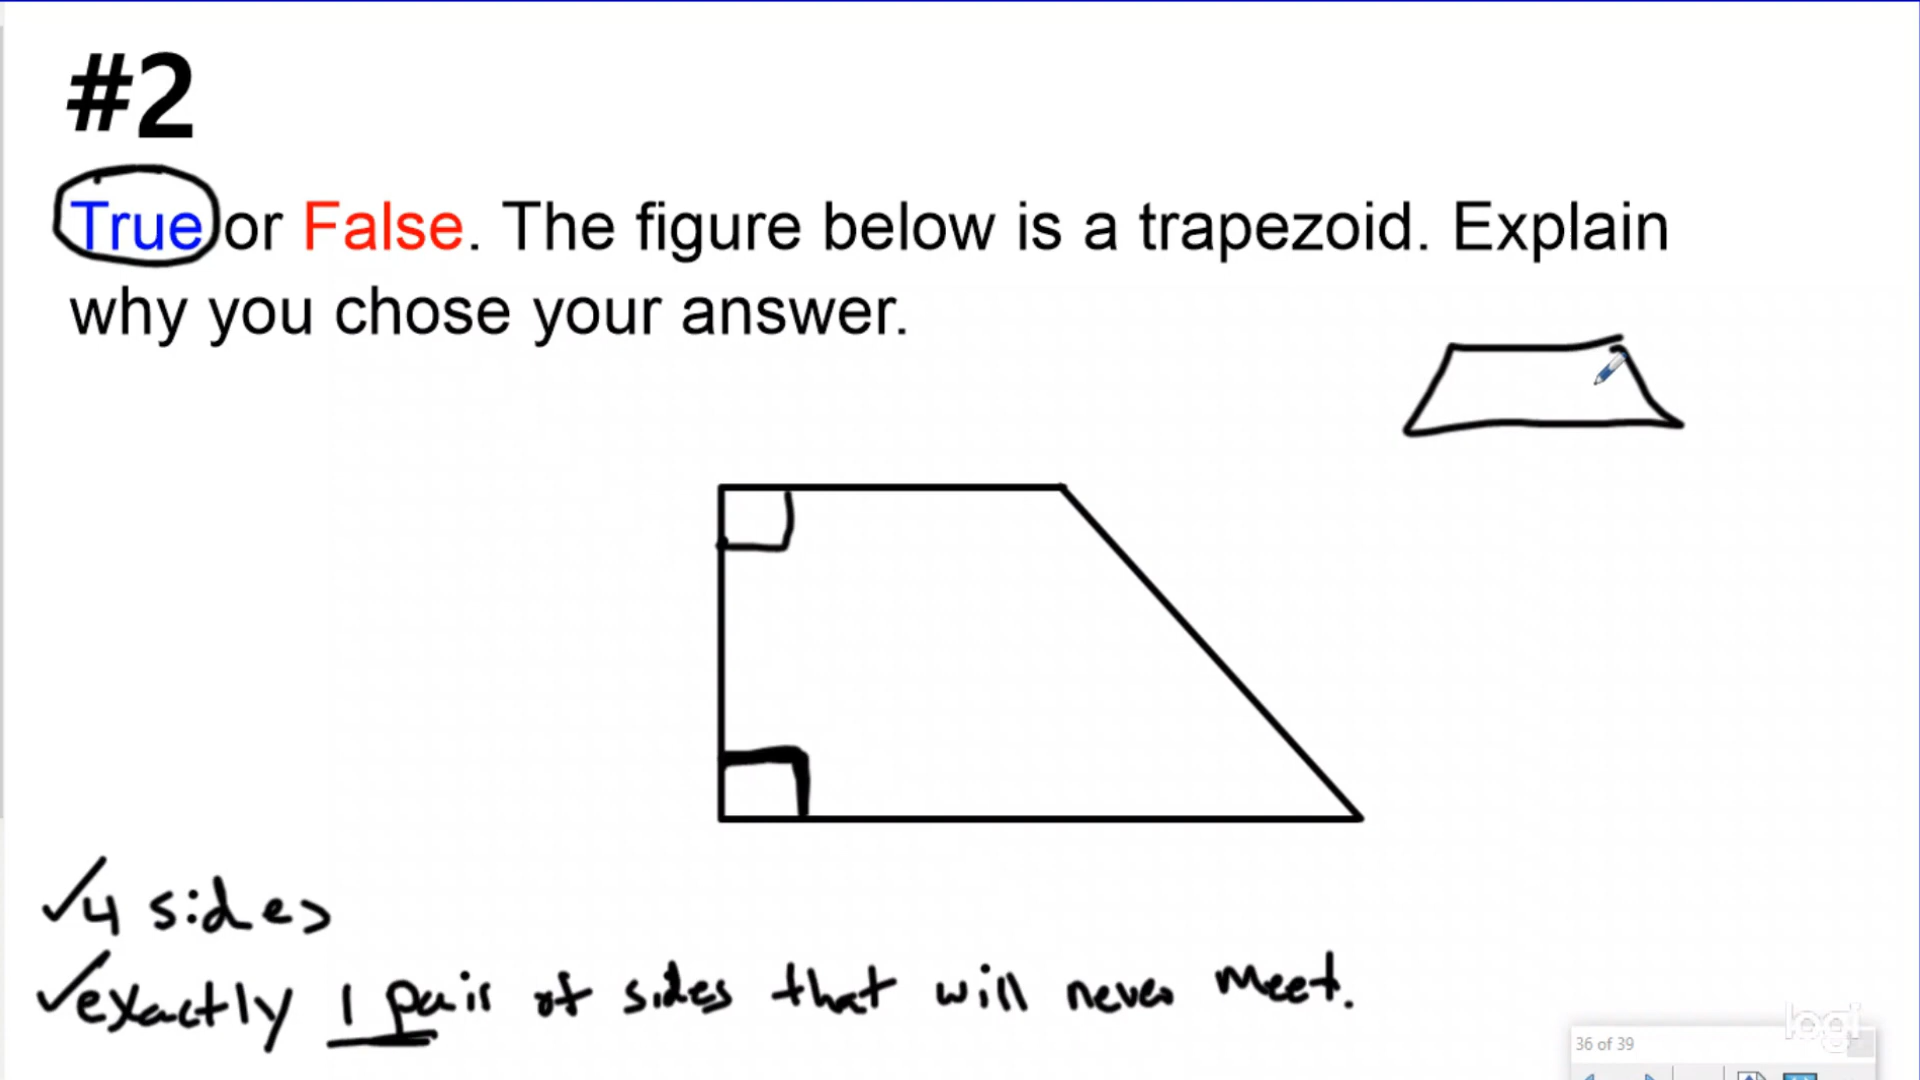 #2
True or False. The figure below is a trapezoid. Explain
why you chose your answer.
✓4 sides
✓exactly 1 pair of sides that will never meet.
logi
36 of 39